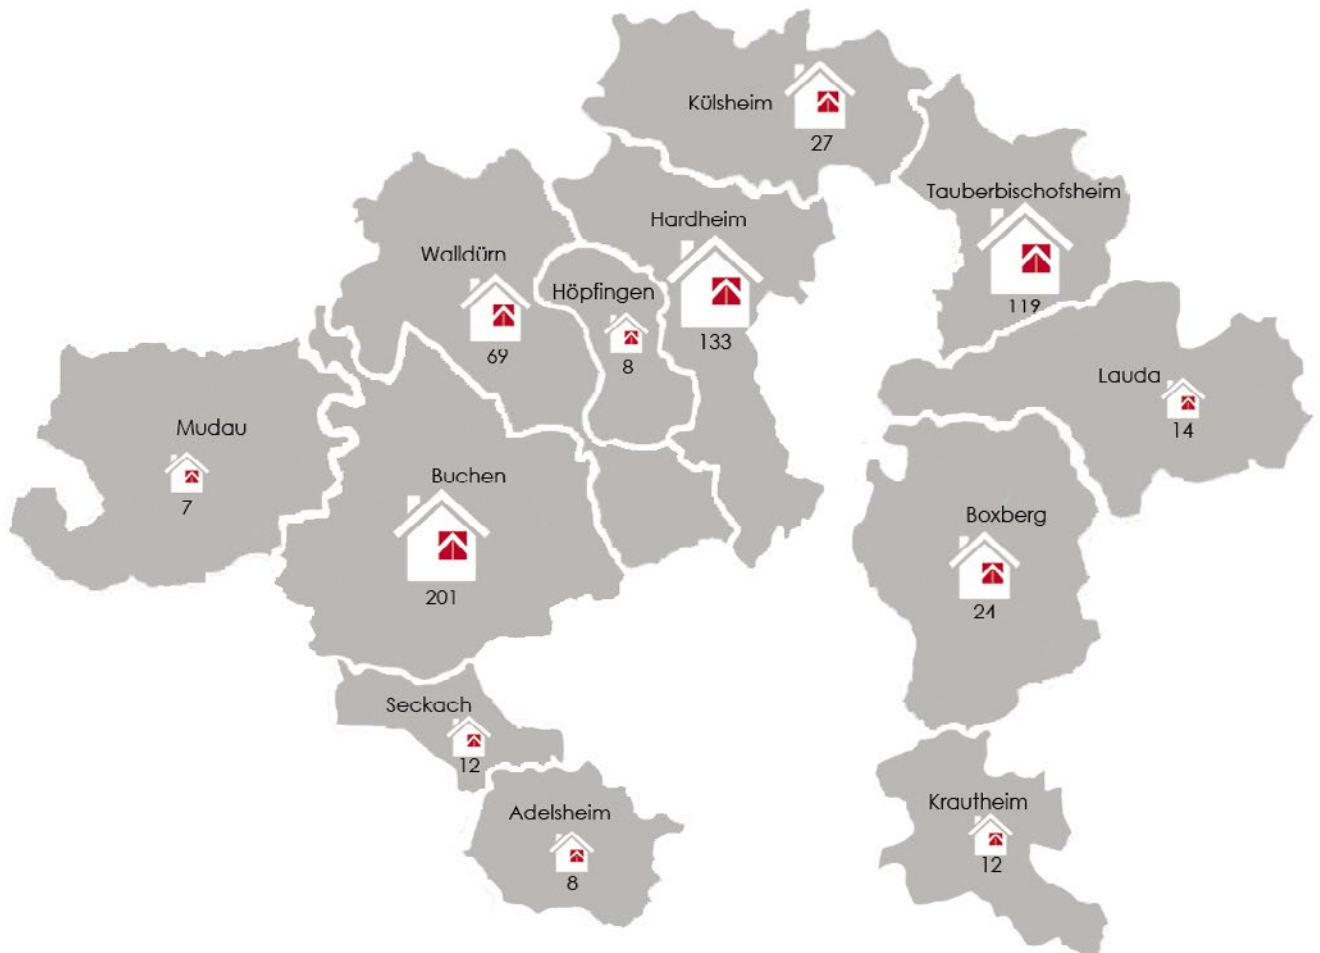 Külsheim
27
Tauberbischofsheim
119
Hardheim
133
Walldürn
69
Höpfingen
8
Lauda
14
Mudau
7
Buchen
201
Boxberg
24
Seckach
12
Adelsheim
8
Krautheim
12